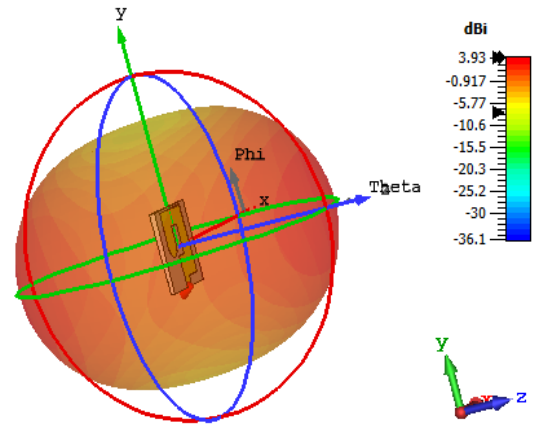 y
dBi
3.93
-0.917
-5.77
-10.6
-15.5
-20.3
-25.2
-30
-36.1
Phi
Theta
x
y
x
z